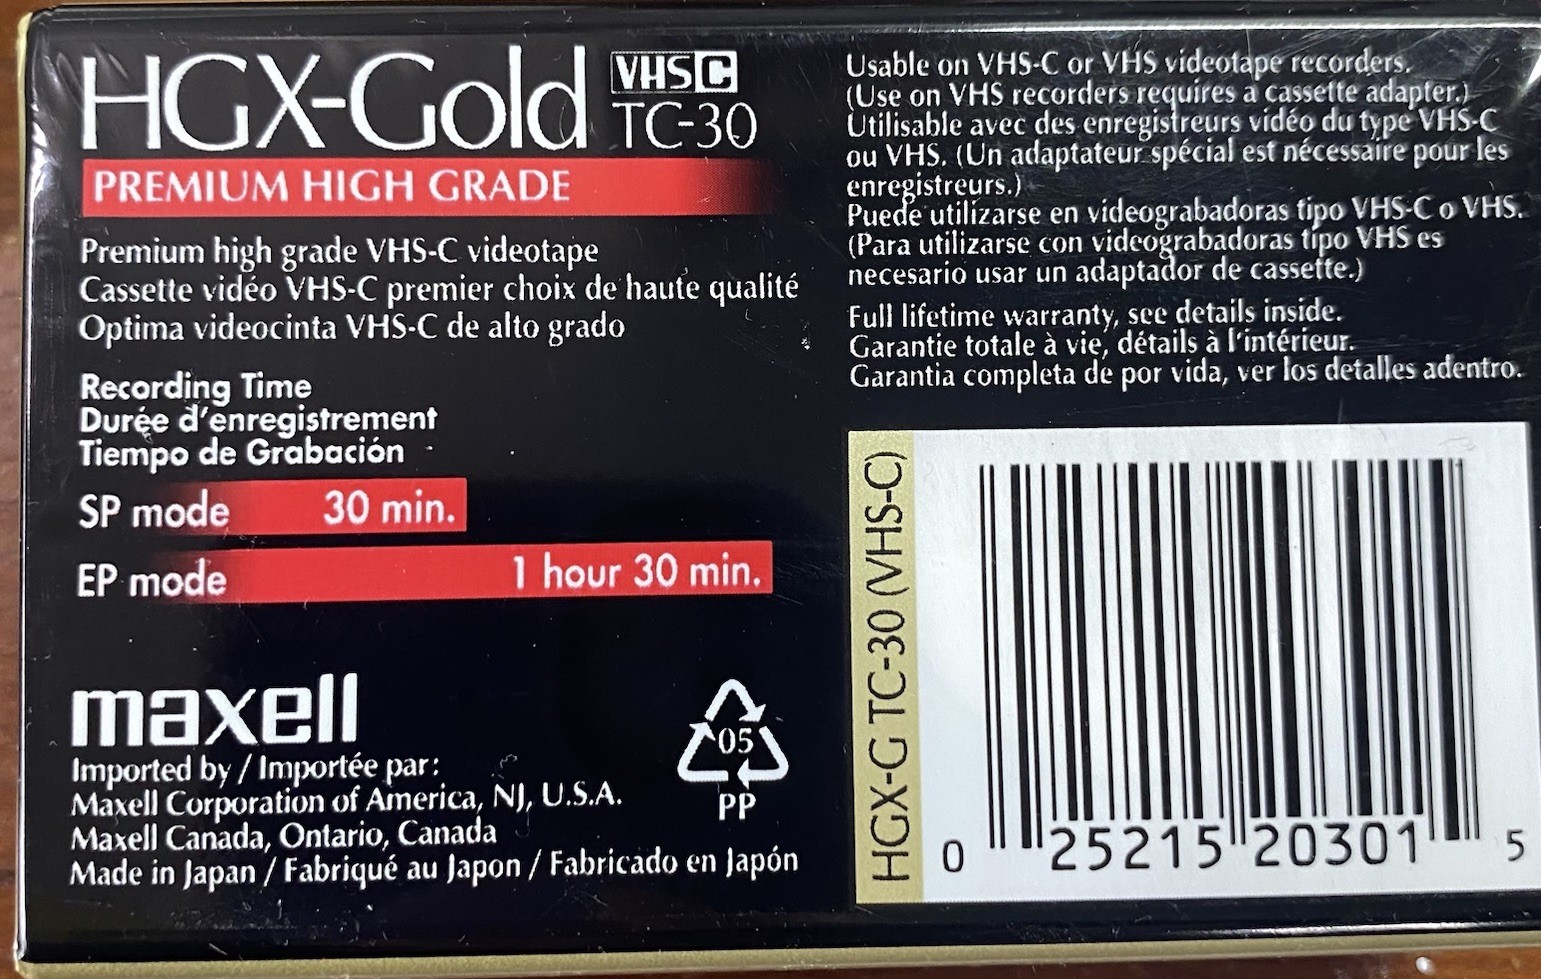 HGX-Gold VHSC
TC-30
PREMIUM HIGH GRADE
Premium high grade VHS-C videotape
Cassette vidéo VHS-C premier choix de haute qualité
Optima videocinta VHS-C de alto grado
Recording Time
Durée d'enregistrement
Tiempo de Grabación
SP mode 30 min.
EP mode 1 hour 30 min.
maxell
Imported by / Importée par:
Maxell Corporation of America, NJ, U.S.A.
Maxell Canada, Ontario, Canada
Made in Japan / Fabriqué au Japon / Fabricado en Japón
05
PP
Usable on VHS-C or VHS videotape recorders.
(Use on VHS recorders requires a cassette adapter.)
Utilisable avec des enregistreurs vidéo du type VHS-C
ou VHS. (Un adaptateur spécial est nécessaire pour les
enregistreurs.)
Puede utilizarse en videograbadoras tipo VHS-C o VHS.
(Para utilizarse con videograbadoras tipo VHS es
necesario usar un adaptador de cassette.)
Full lifetime warranty, see details inside.
Garantie totale à vie, détails à l'intérieur.
Garantia completa de por vida, ver los detalles adentro.
HGX-G TC-30 (VHS-C)
0 25215 20301 5